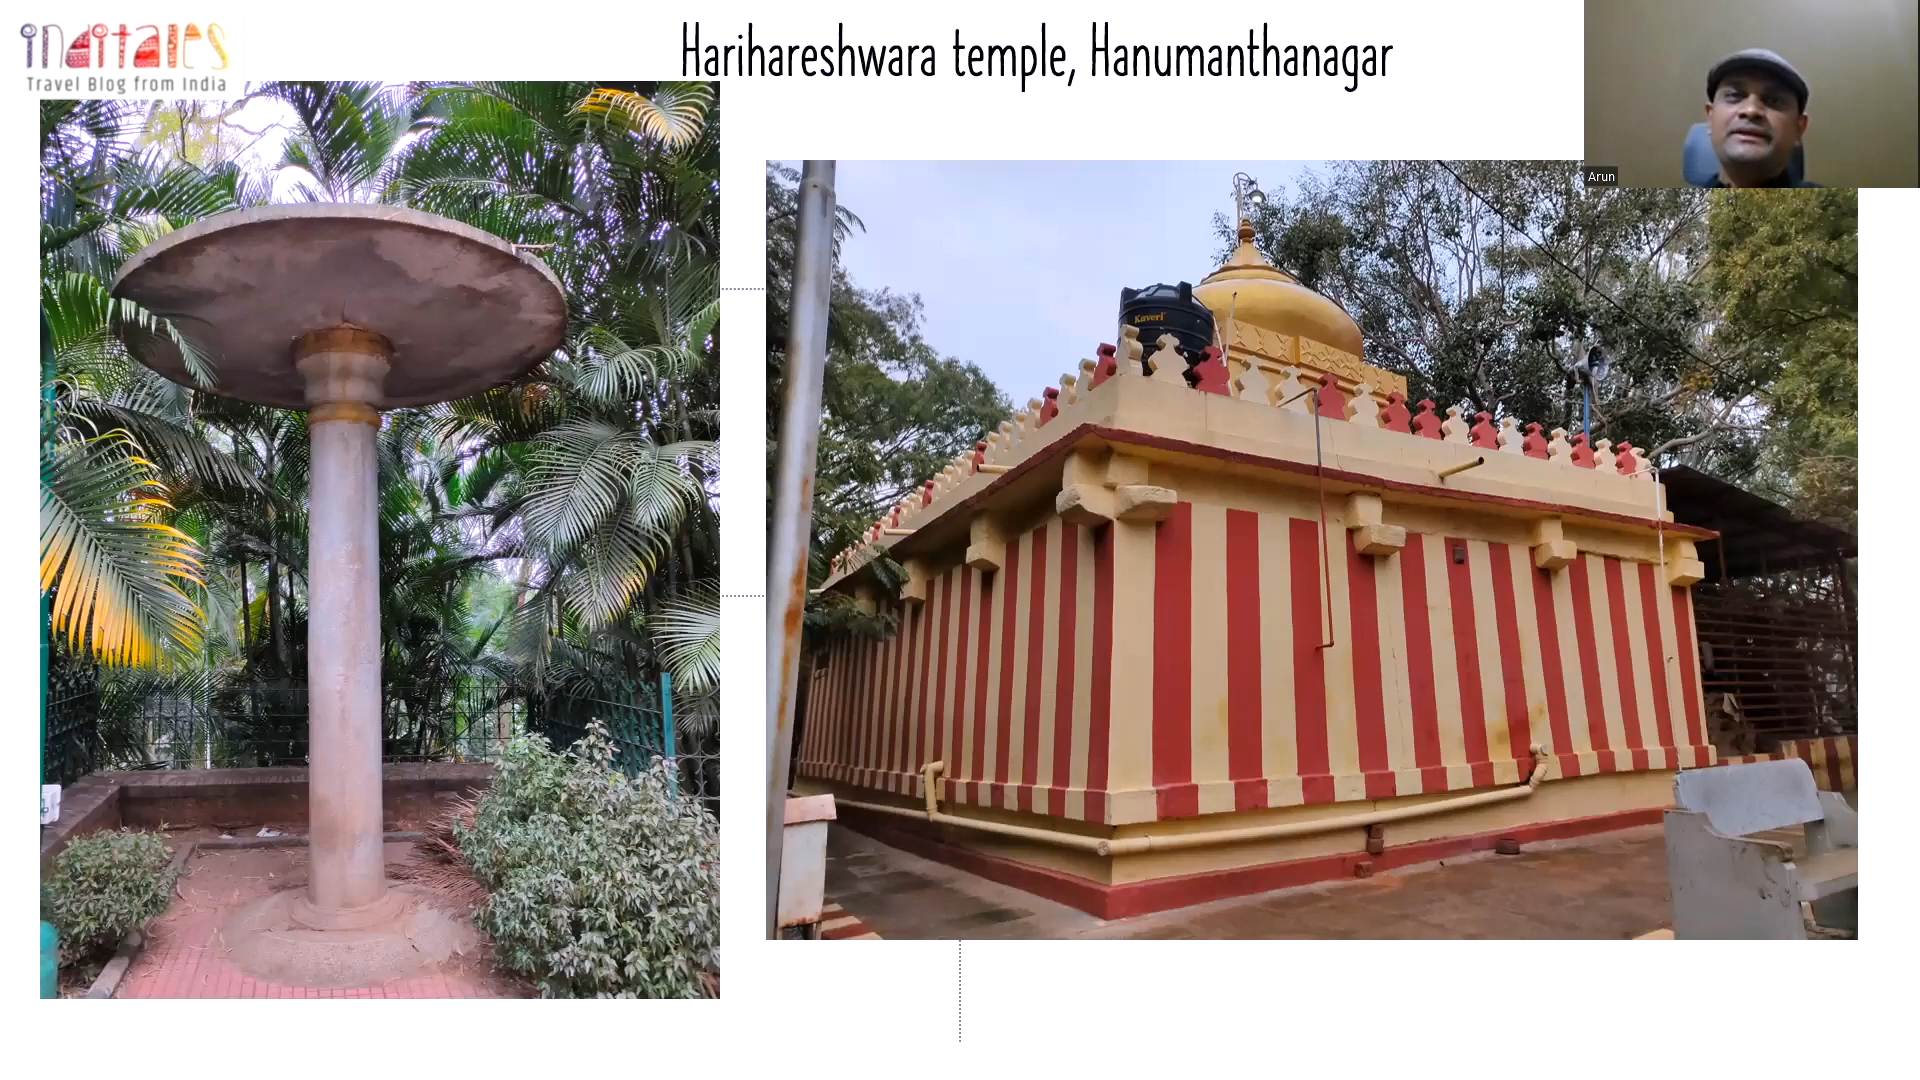 inditales
Travel Blog from India
Harihareshwara temple, Hanumanthanagar
Arun
Kaveri